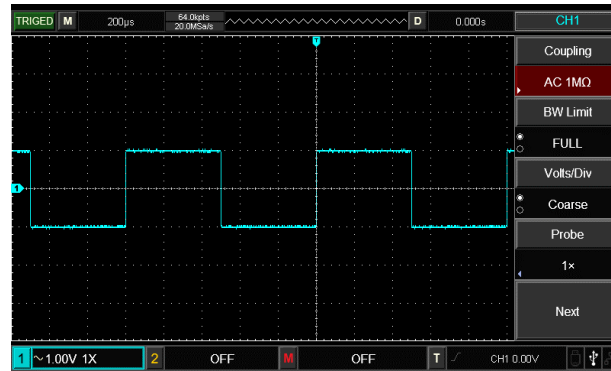 TRIGED M 200μs 64.0kpts D 0.000s CH1
20.0MSa/s
T
Coupling
AC 1MΩ
BW Limit
FULL
Volts/Div
1
Coarse
Probe
1×
Next
1 ~1.00V 1X 2 OFF M OFF T CH1 0.00V